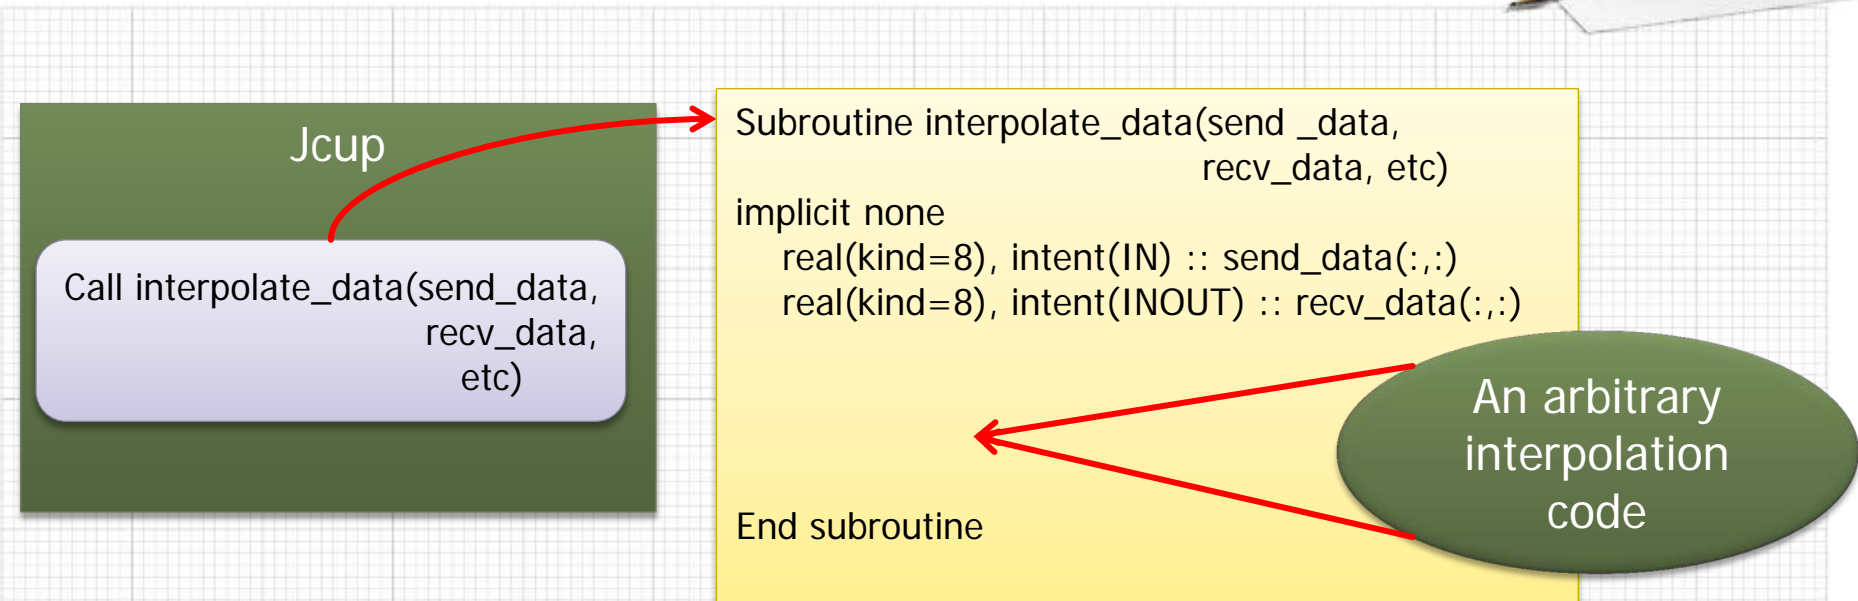 Jcup
Call interpolate_data(send_data,
recv_data,
etc)
Subroutine interpolate_data(send _data,
recv_data, etc)
implicit none
real(kind=8), intent(IN) :: send_data(:,:)
real(kind=8), intent(INOUT) :: recv_data(:,:)
End subroutine
An arbitrary
interpolation
code